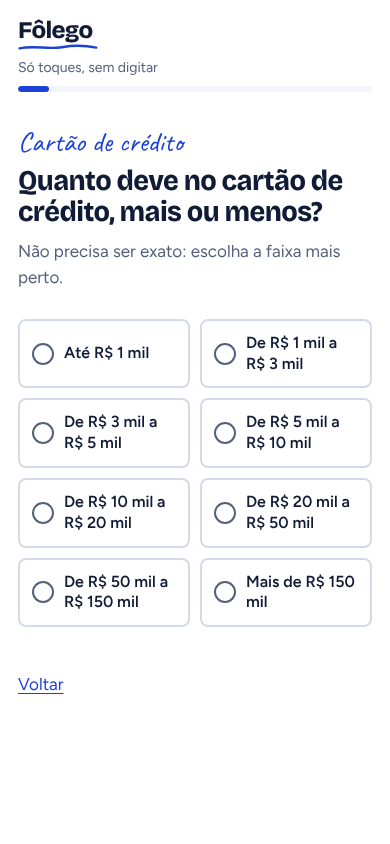 Fôlego
Só toques, sem digitar
Cartão de crédito
Quanto deve no cartão de
crédito, mais ou menos?
Não precisa ser exato: escolha a faixa mais
perto.
Até R$ 1 mil
De R$ 1 mil a
R$ 3 mil
De R$ 3 mil a
R$ 5 mil
De R$ 5 mil a
R$ 10 mil
De R$ 10 mil a
R$ 20 mil
De R$ 20 mil a
R$ 50 mil
De R$ 50 mil a
R$ 150 mil
Mais de R$ 150
mil
Voltar